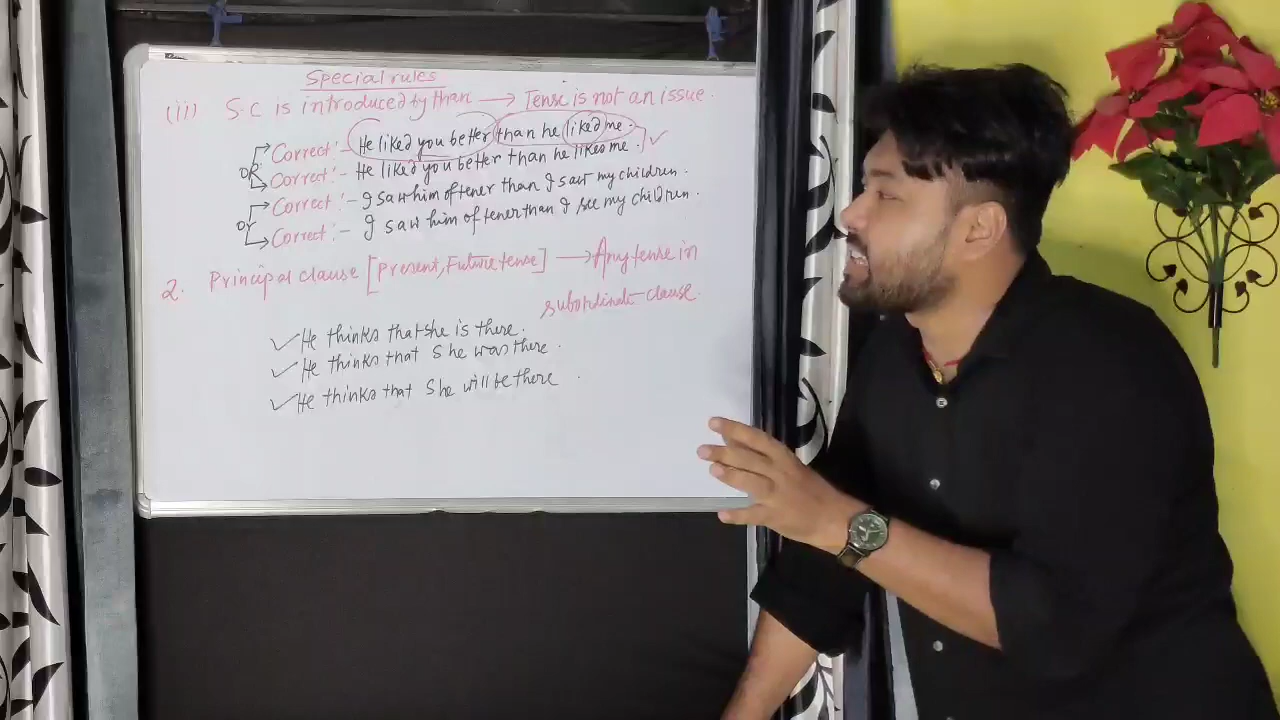 Special rules
(ii) S.C is introduced by than → Tense is not an issue.
Correct :- He liked you better than he liked me.
OR
Correct :- He liked you better than he likes me.
Correct :- I saw him oftener than I saw my children.
or
Correct :- I saw him oftener than I see my children.
2. Principal clause [Present, Future tense] → Any tense in
subordinate clause.
✓ He thinks that she is there.
✓ He thinks that she was there.
✓ He thinks that she will be there.